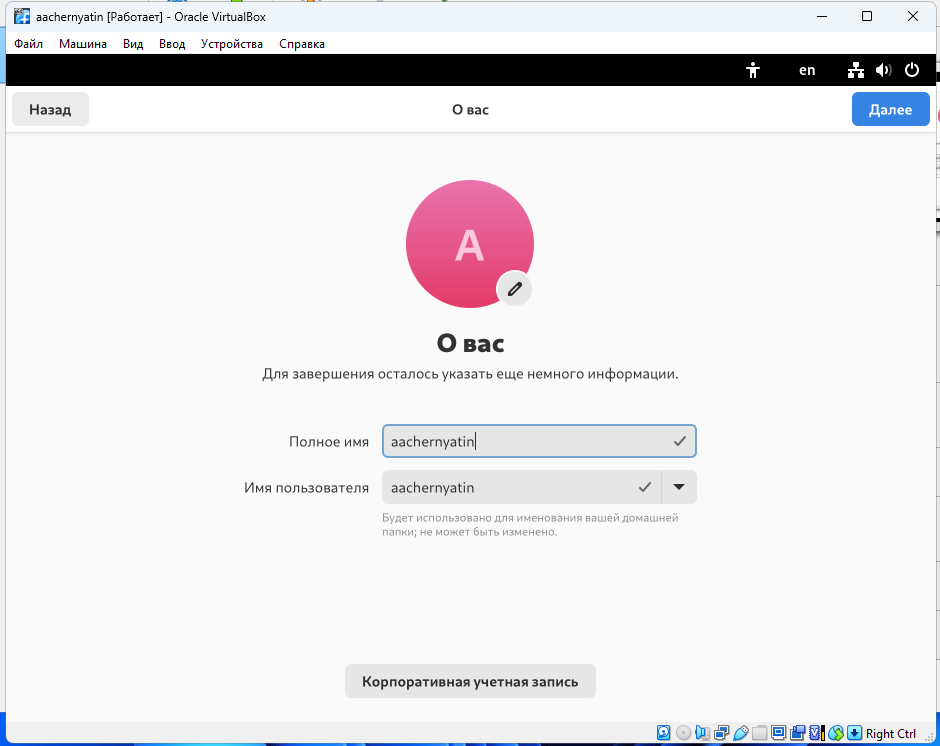 aachernyatin [Работает] - Oracle VirtualBox
Файл Машина Вид Ввод Устройства Справка
en
Назад О вас Далее
A
О вас
Для завершения осталось указать еще немного информации.
Полное имя aachernyatin
Имя пользователя aachernyatin
Будет использовано для именования вашей домашней
папки; не может быть изменено.
Корпоративная учетная запись
Right Ctrl